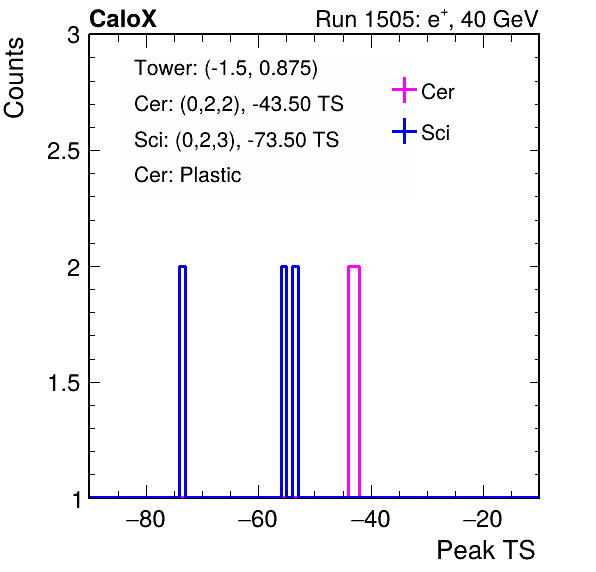 CaloX Run 1505: e⁺, 40 GeV
Counts
3
2.5
2
1.5
1
Tower: (-1.5, 0.875)
Cer: (0,2,2), -43.50 TS
Sci: (0,2,3), -73.50 TS
Cer: Plastic
Cer
Sci
−80 −60 −40 −20
Peak TS